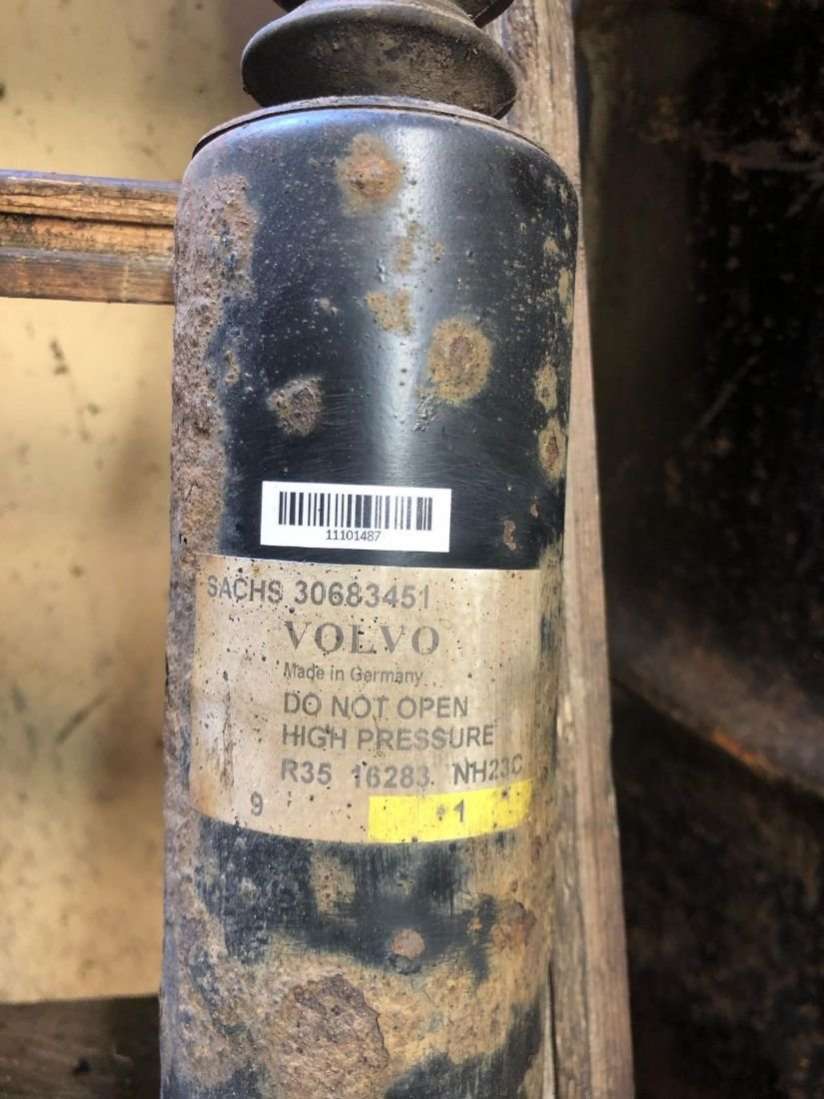 11101487
SACHS 30683451
VOLVO
Made in Germany
DO NOT OPEN
HIGH PRESSURE
R35 16283 NH23C
9 1